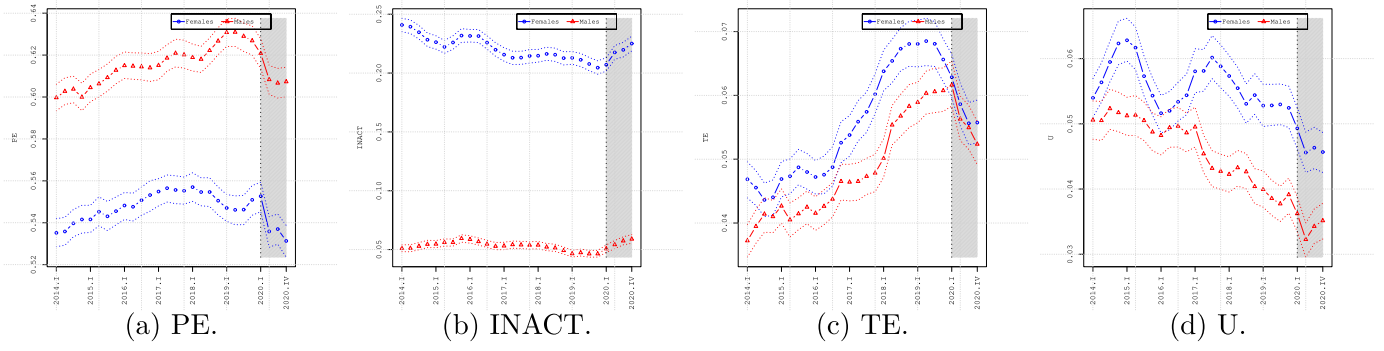 Females Males
PE
0.52 0.54 0.56 0.58 0.60 0.62 0.64
2014.I 2015.I 2016.I 2017.I 2018.I 2019.I 2020.I 2020.IV
(a) PE.
Females Males
INACT
0.05 0.10 0.15 0.20 0.25
2014.I 2015.I 2016.I 2017.I 2018.I 2019.I 2020.I 2020.IV
(b) INACT.
Females Males
TE
0.04 0.05 0.06 0.07
2014.I 2015.I 2016.I 2017.I 2018.I 2019.I 2020.I 2020.IV
(c) TE.
Females Males
U
0.03 0.04 0.05 0.06
2014.I 2015.I 2016.I 2017.I 2018.I 2019.I 2020.I 2020.IV
(d) U.